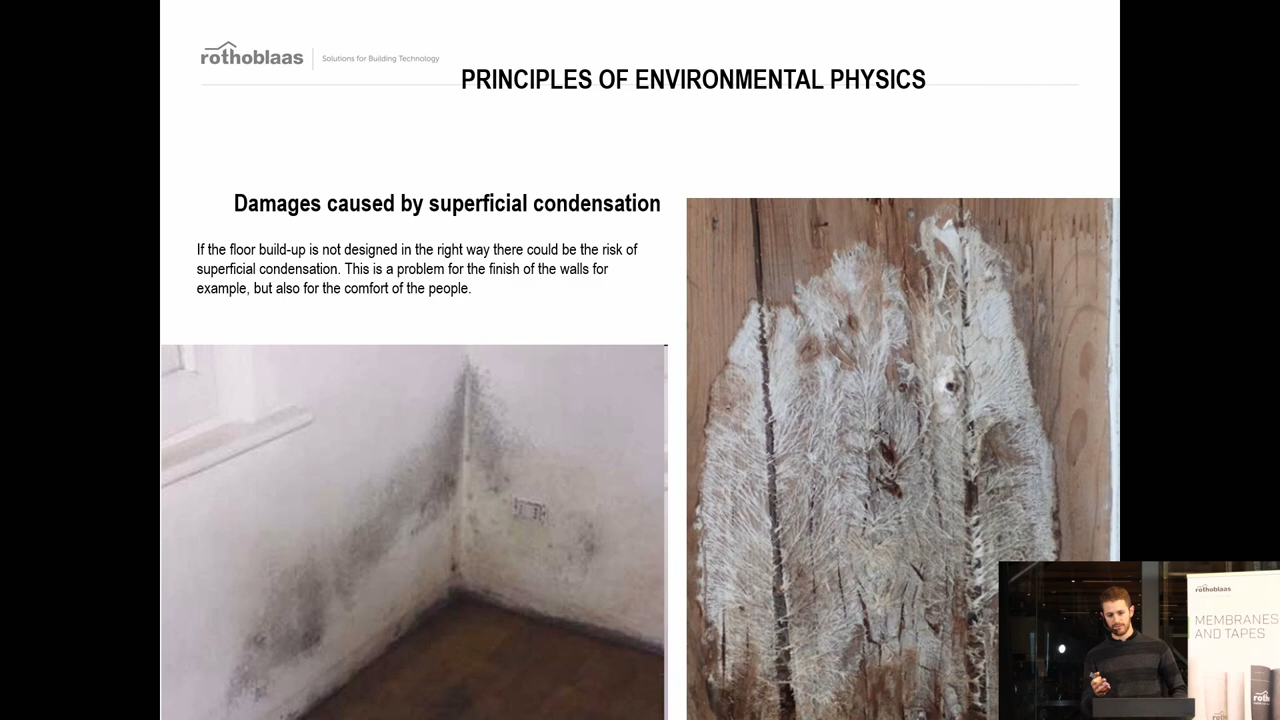 rothoblaas
Solutions for Building Technology
PRINCIPLES OF ENVIRONMENTAL PHYSICS
Damages caused by superficial condensation
If the floor build-up is not designed in the right way there could be the risk of
superficial condensation. This is a problem for the finish of the walls for
example, but also for the comfort of the people.
rothoblaas
MEMBRANES
AND TAPES
roth